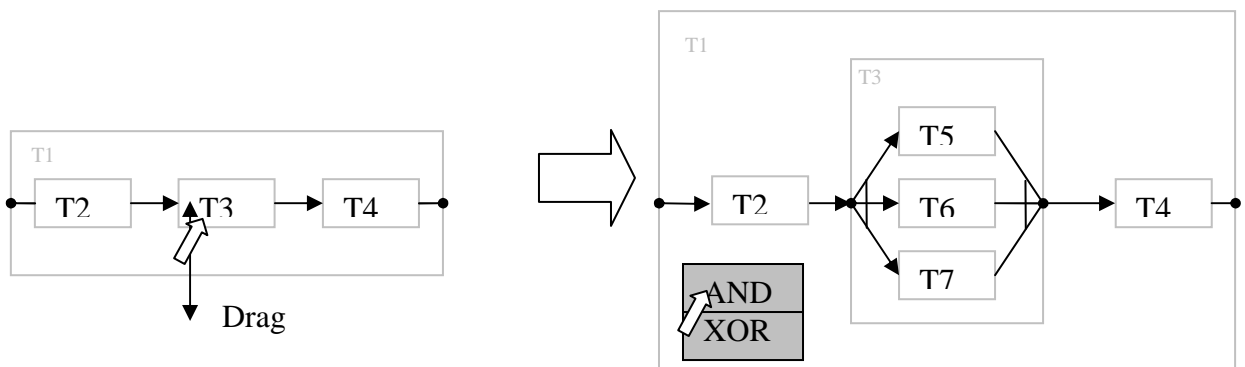 T1
T2 T3 T4
Drag
T1
T3
T5
T2 T6 T4
T7
AND
XOR